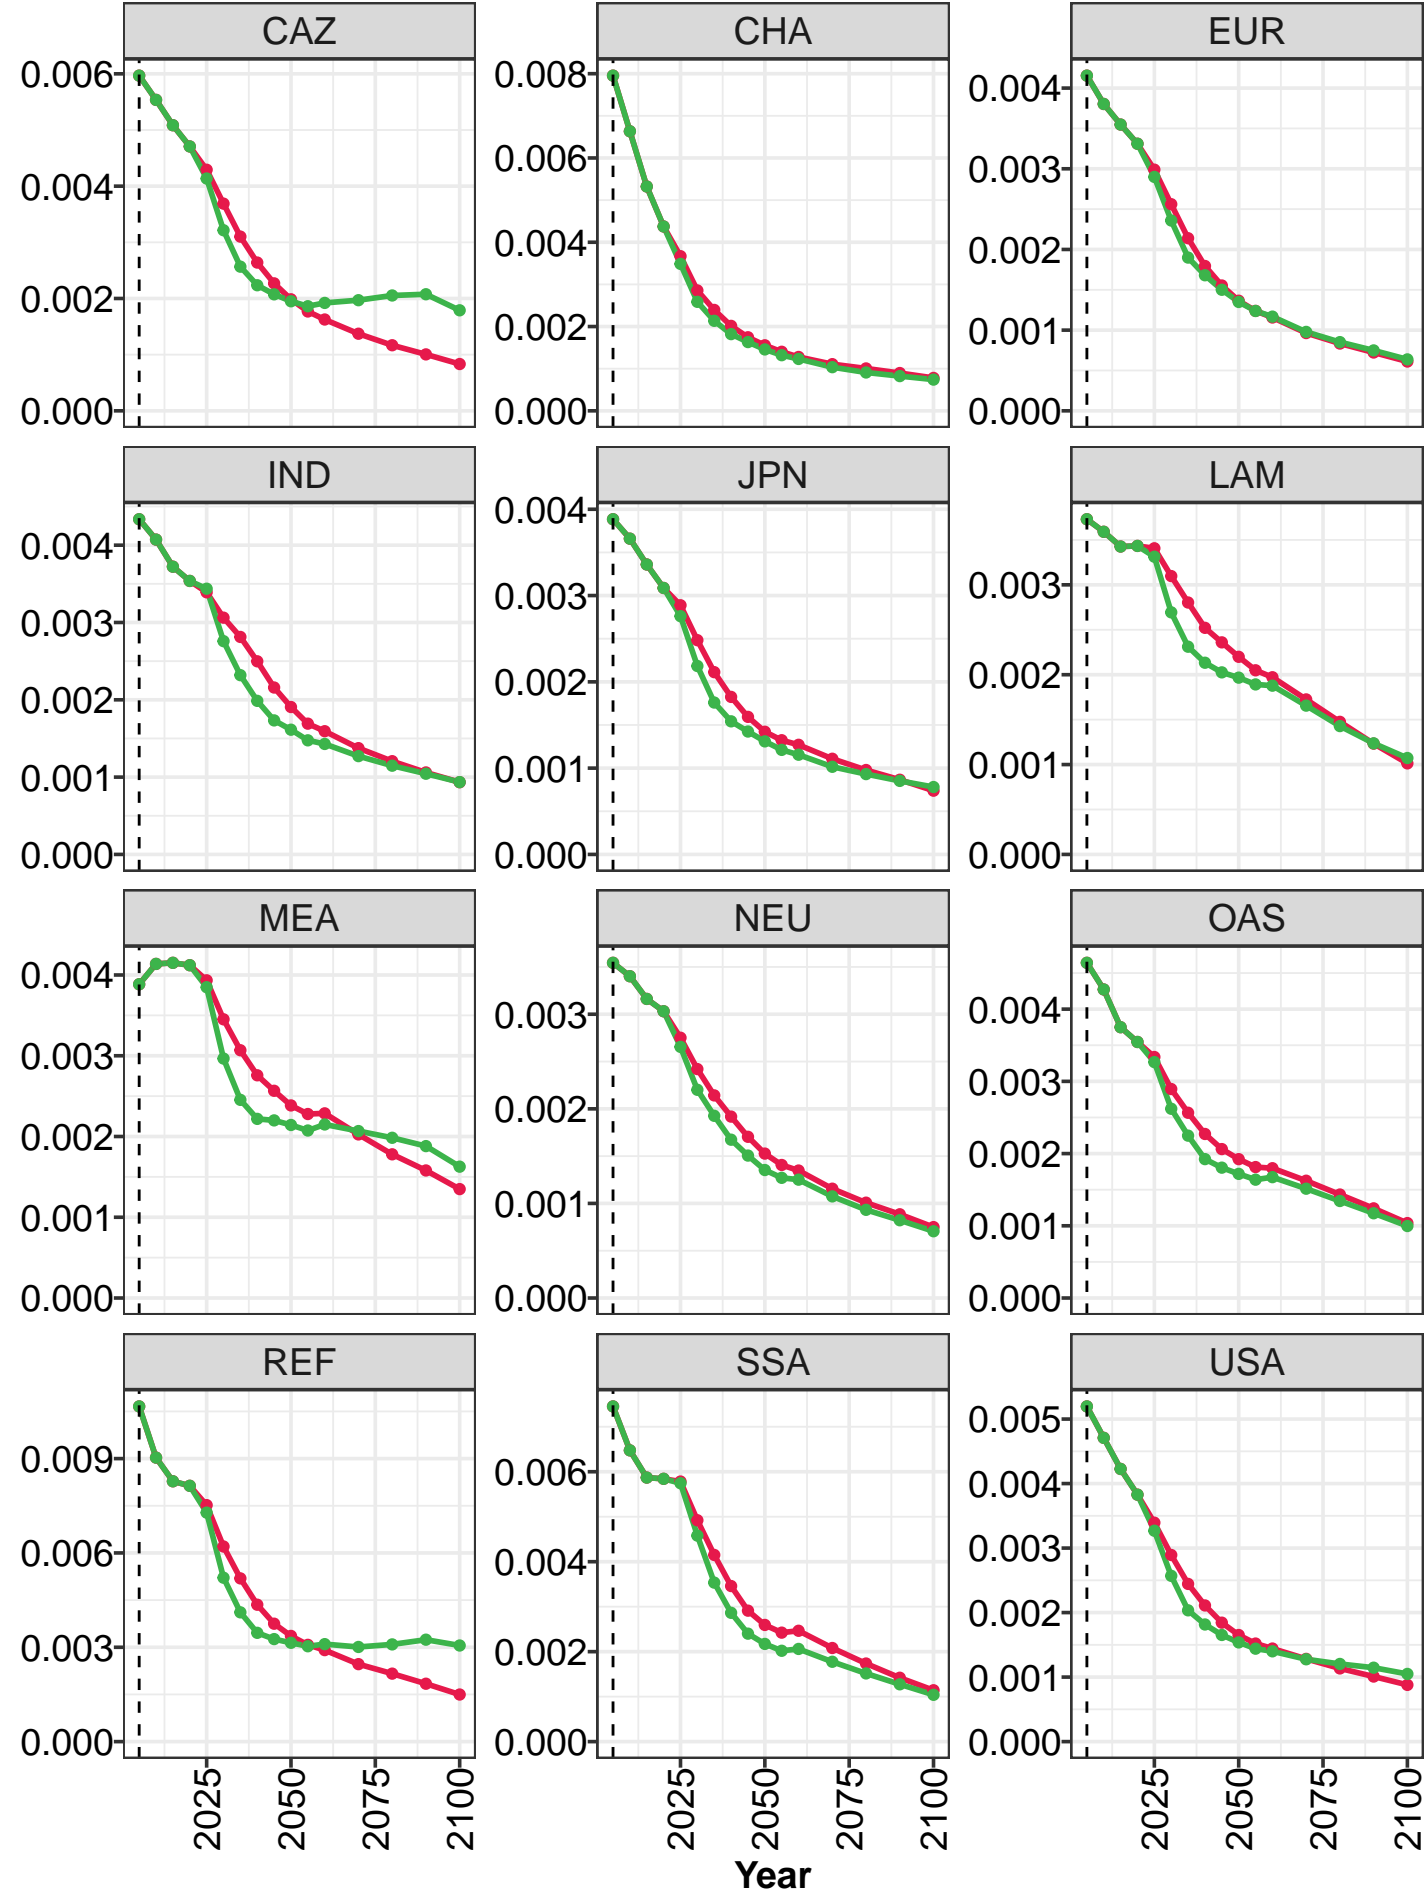 CAZ CHA EUR
0.006 0.008 0.004
0.006 0.003
0.004 0.004 0.002
0.002 0.002 0.001
0.000 0.000 0.000
IND JPN LAM
0.004 0.004 0.003
0.003 0.003 0.002
0.002 0.002 0.001
0.001 0.001
0.000 0.000 0.000
MEA NEU OAS
0.004 0.003 0.004
0.003 0.002 0.003
0.002 0.001 0.002
0.001 0.001
0.000 0.000 0.000
REF SSA USA
0.009 0.006 0.005
0.006 0.004 0.004
0.003 0.002 0.003
0.002
0.001
0.000 0.000 0.000
2025 2050 2075 2100 2025 2050 2075 2100 2025 2050 2075 2100
Year